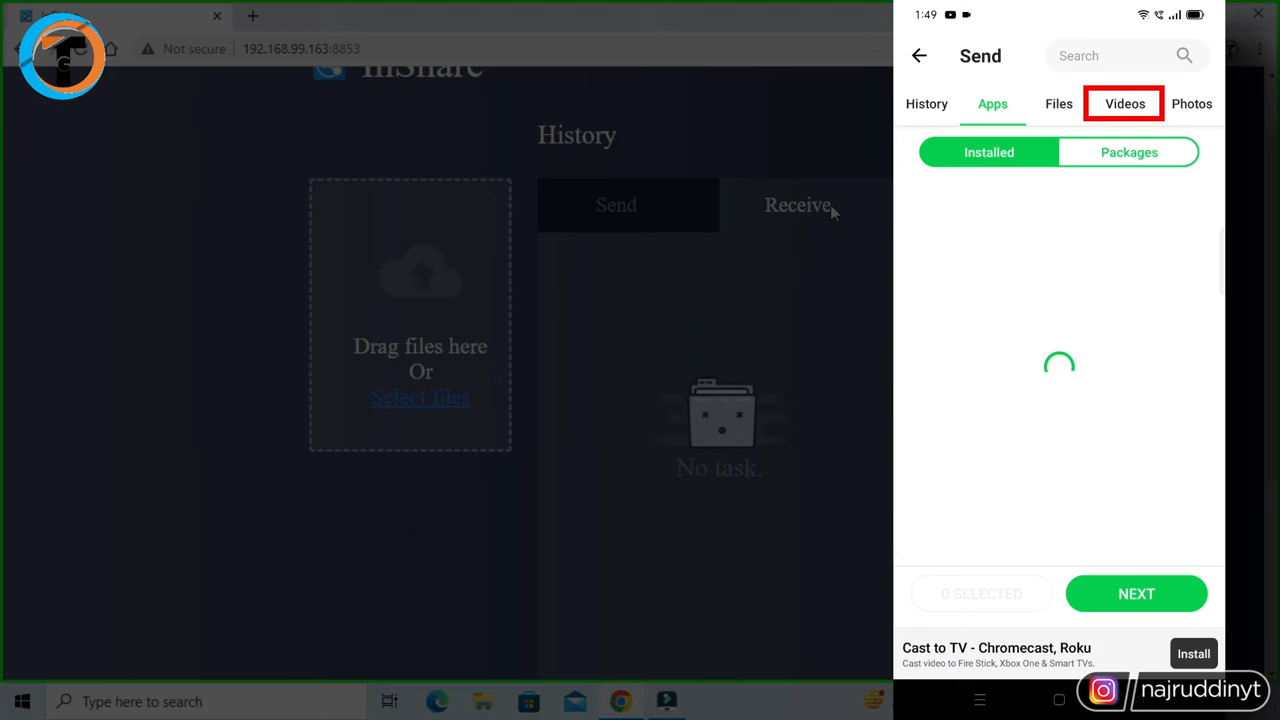 Not secure
192.168.99.163:8853
InShare
History
Send
Receive
Drag files here
Or
Select files
No task.
Type here to search
1:49
Send
Search
History
Apps
Files
Videos
Photos
Installed
Packages
0 SELECTED
NEXT
Cast to TV - Chromecast, Roku
Cast video to Fire Stick, Xbox One & Smart TVs.
Install
najruddinyt